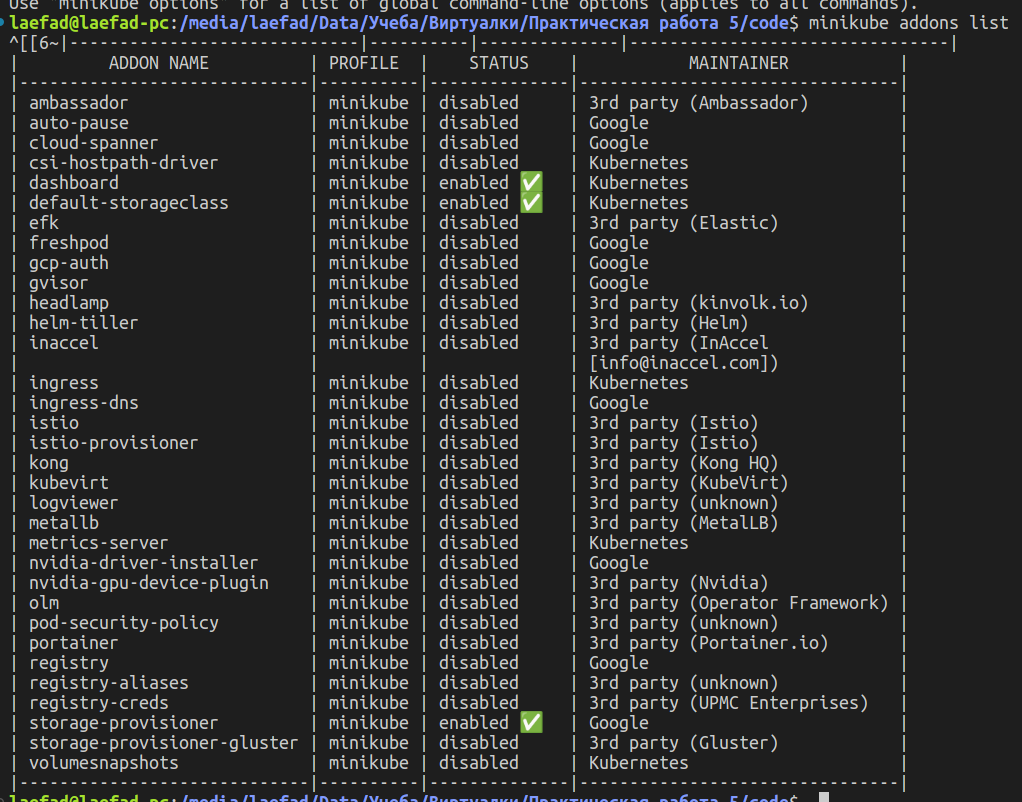 Use "minikube options" for a list of global command-line options (applies to all commands).
laefad@laefad-pc:/media/laefad/Data/Учеба/Виртуалки/Практическая работа 5/code$ minikube addons list
^[[6~|-----------------------------|----------|--------------|--------------------------------|
| ADDON NAME | PROFILE | STATUS | MAINTAINER |
|-----------------------------|----------|--------------|--------------------------------|
| ambassador | minikube | disabled | 3rd party (Ambassador) |
| auto-pause | minikube | disabled | Google |
| cloud-spanner | minikube | disabled | Google |
| csi-hostpath-driver | minikube | disabled | Kubernetes |
| dashboard | minikube | enabled ✅ | Kubernetes |
| default-storageclass | minikube | enabled ✅ | Kubernetes |
| efk | minikube | disabled | 3rd party (Elastic) |
| freshpod | minikube | disabled | Google |
| gcp-auth | minikube | disabled | Google |
| gvisor | minikube | disabled | Google |
| headlamp | minikube | disabled | 3rd party (kinvolk.io) |
| helm-tiller | minikube | disabled | 3rd party (Helm) |
| inaccel | minikube | disabled | 3rd party (InAccel |
| | | | [info@inaccel.com]) |
| ingress | minikube | disabled | Kubernetes |
| ingress-dns | minikube | disabled | Google |
| istio | minikube | disabled | 3rd party (Istio) |
| istio-provisioner | minikube | disabled | 3rd party (Istio) |
| kong | minikube | disabled | 3rd party (Kong HQ) |
| kubevirt | minikube | disabled | 3rd party (KubeVirt) |
| logviewer | minikube | disabled | 3rd party (unknown) |
| metallb | minikube | disabled | 3rd party (MetalLB) |
| metrics-server | minikube | disabled | Kubernetes |
| nvidia-driver-installer | minikube | disabled | Google |
| nvidia-gpu-device-plugin | minikube | disabled | 3rd party (Nvidia) |
| olm | minikube | disabled | 3rd party (Operator Framework) |
| pod-security-policy | minikube | disabled | 3rd party (unknown) |
| portainer | minikube | disabled | 3rd party (Portainer.io) |
| registry | minikube | disabled | Google |
| registry-aliases | minikube | disabled | 3rd party (unknown) |
| registry-creds | minikube | disabled | 3rd party (UPMC Enterprises) |
| storage-provisioner | minikube | enabled ✅ | Google |
| storage-provisioner-gluster | minikube | disabled | 3rd party (Gluster) |
| volumesnapshots | minikube | disabled | Kubernetes |
|-----------------------------|----------|--------------|--------------------------------|
laefad@laefad-pc:/media/laefad/Data/Учеба/Виртуалки/Практическая работа 5/code$